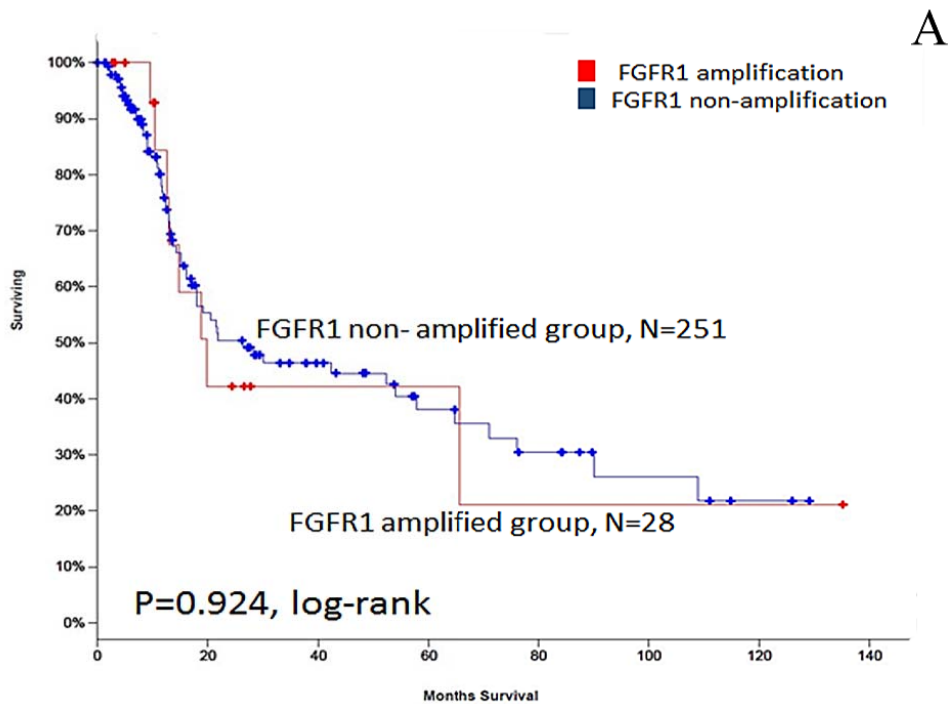 A
FGFR1 amplification
FGFR1 non-amplification
100%
90%
80%
70%
60%
50%
40%
30%
20%
10%
0%
Surviving
FGFR1 non- amplified group, N=251
FGFR1 amplified group, N=28
P=0.924, log-rank
0 20 40 60 80 100 120 140
Months Survival